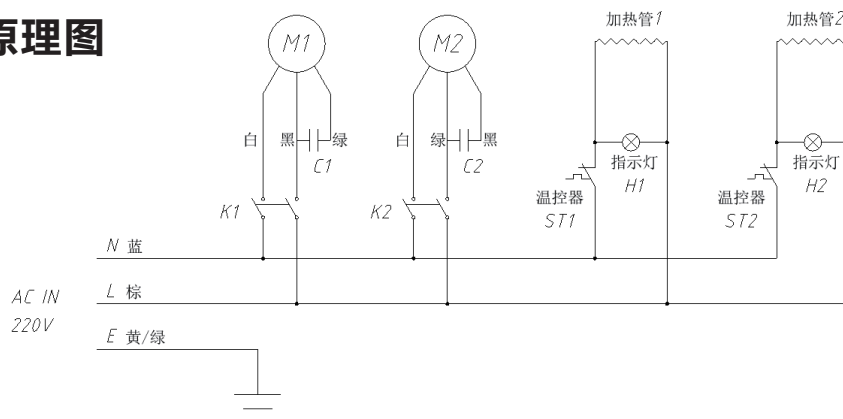 原理图
M1
M2
加热管1
加热管2
白
黑
绿
C1
白
绿
黑
C2
指示灯
H1
指示灯
H2
温控器
ST1
温控器
ST2
K1
K2
N 蓝
AC IN
220V
L 棕
E 黄/绿